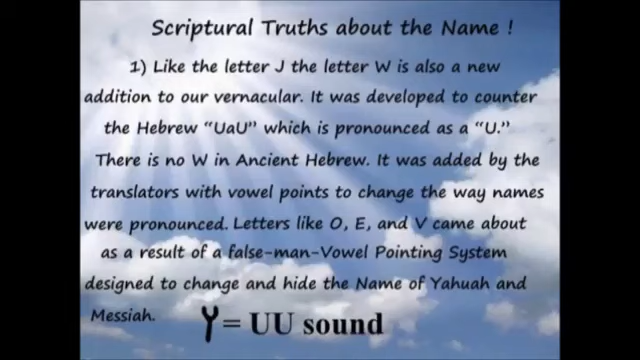 Scriptural Truths about the Name !
1) Like the letter J the letter W is also a new
addition to our vernacular. It was developed to counter
the Hebrew “UaU” which is pronounced as a “U.”
There is no W in Ancient Hebrew. It was added by the
translators with vowel points to change the way names
were pronounced. Letters like O, E, and V came about
as a result of a false-man-Vowel Pointing System
designed to change and hide the Name of Yahuah and
Messiah.
𐤅 = UU sound